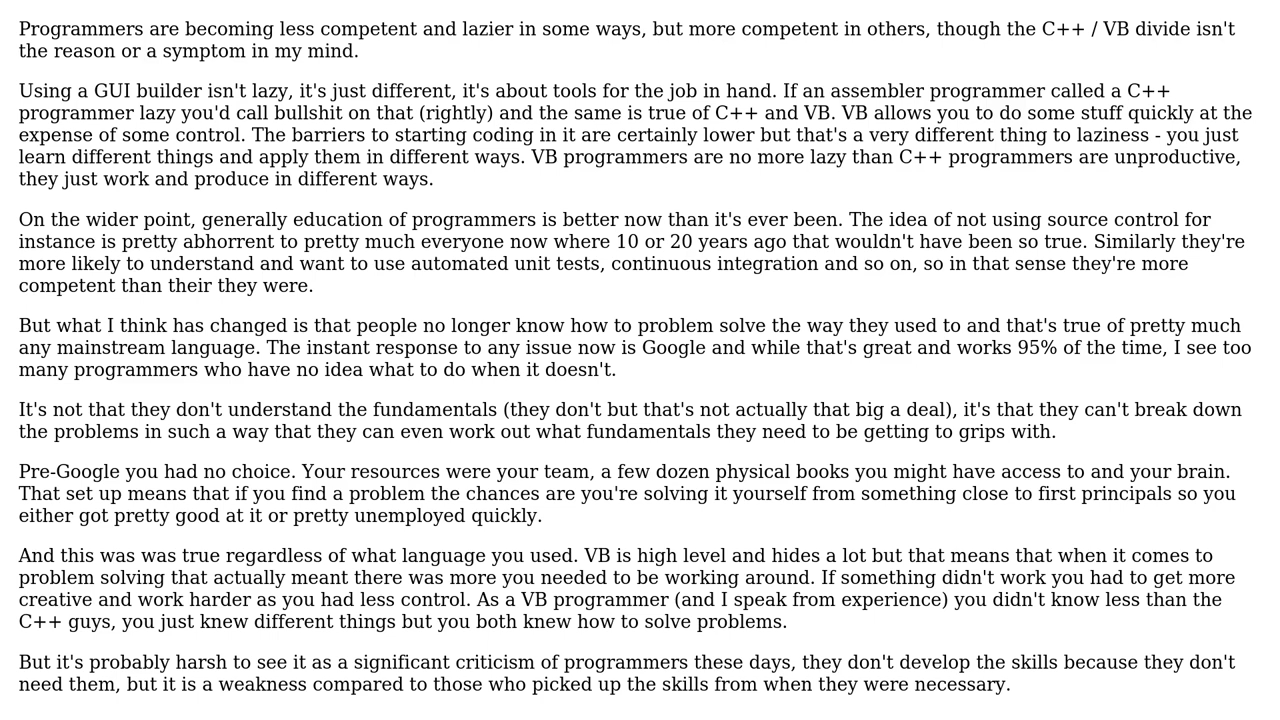 Programmers are becoming less competent and lazier in some ways, but more competent in others, though the C++ / VB divide isn't
the reason or a symptom in my mind.
Using a GUI builder isn't lazy, it's just different, it's about tools for the job in hand. If an assembler programmer called a C++
programmer lazy you'd call bullshit on that (rightly) and the same is true of C++ and VB. VB allows you to do some stuff quickly at the
expense of some control. The barriers to starting coding in it are certainly lower but that's a very different thing to laziness - you just
learn different things and apply them in different ways. VB programmers are no more lazy than C++ programmers are unproductive,
they just work and produce in different ways.
On the wider point, generally education of programmers is better now than it's ever been. The idea of not using source control for
instance is pretty abhorrent to pretty much everyone now where 10 or 20 years ago that wouldn't have been so true. Similarly they're
more likely to understand and want to use automated unit tests, continuous integration and so on, so in that sense they're more
competent than their they were.
But what I think has changed is that people no longer know how to problem solve the way they used to and that's true of pretty much
any mainstream language. The instant response to any issue now is Google and while that's great and works 95% of the time, I see too
many programmers who have no idea what to do when it doesn't.
It's not that they don't understand the fundamentals (they don't but that's not actually that big a deal), it's that they can't break down
the problems in such a way that they can even work out what fundamentals they need to be getting to grips with.
Pre-Google you had no choice. Your resources were your team, a few dozen physical books you might have access to and your brain.
That set up means that if you find a problem the chances are you're solving it yourself from something close to first principals so you
either got pretty good at it or pretty unemployed quickly.
And this was was true regardless of what language you used. VB is high level and hides a lot but that means that when it comes to
problem solving that actually meant there was more you needed to be working around. If something didn't work you had to get more
creative and work harder as you had less control. As a VB programmer (and I speak from experience) you didn't know less than the
C++ guys, you just knew different things but you both knew how to solve problems.
But it's probably harsh to see it as a significant criticism of programmers these days, they don't develop the skills because they don't
need them, but it is a weakness compared to those who picked up the skills from when they were necessary.